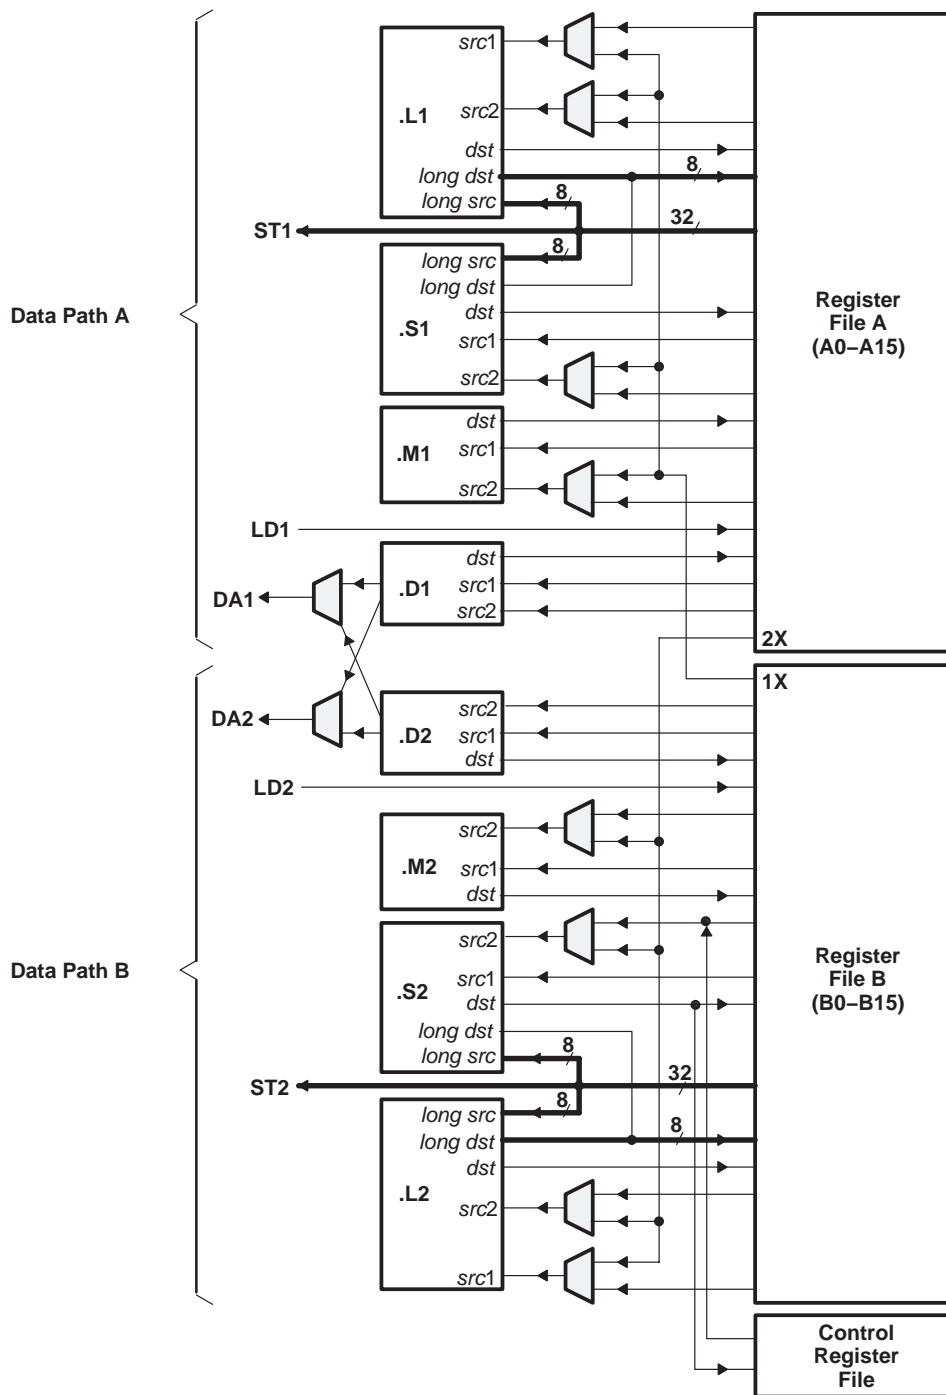 src1
.L1
src2
dst
long dst
8
long src
8
ST1
32
8
long src
long dst
Data Path A
.S1
dst
src1
src2
Register
File A
(A0–A15)
dst
.M1
src1
src2
LD1
dst
.D1
src1
src2
DA1
2X
1X
DA2
src2
.D2
src1
dst
LD2
src2
.M2
src1
dst
src2
Data Path B
.S2
src1
dst
long dst
long src
8
Register
File B
(B0–B15)
ST2
32
8
long src
long dst
8
dst
.L2
src2
src1
Control
Register
File